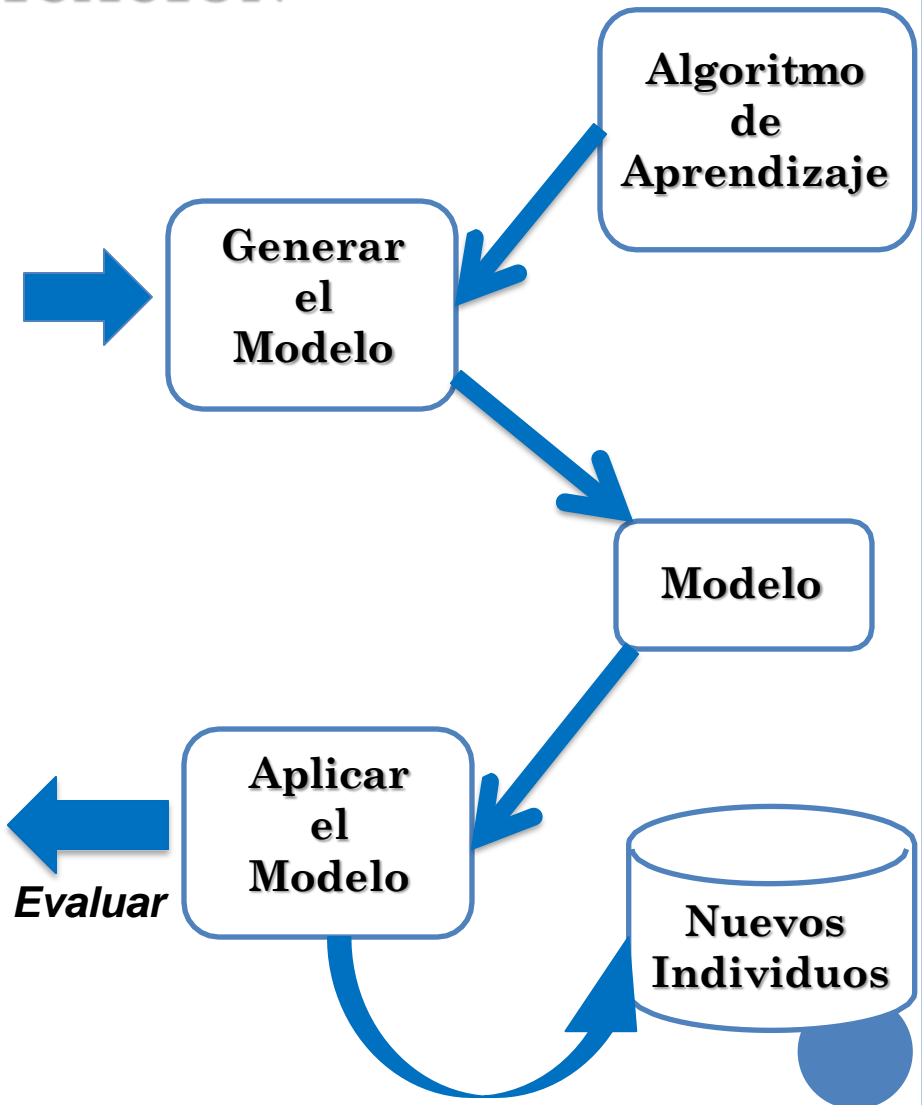 Algoritmo
de
Aprendizaje
Generar
el
Modelo
Modelo
Aplicar
el
Modelo
Evaluar
Nuevos
Individuos